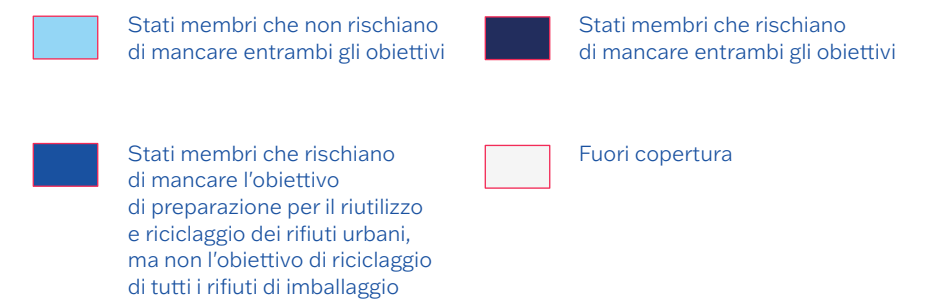 Stati membri che non rischiano
di mancare entrambi gli obiettivi
Stati membri che rischiano
di mancare entrambi gli obiettivi
Stati membri che rischiano
di mancare l'obiettivo
di preparazione per il riutilizzo
e riciclaggio dei rifiuti urbani,
ma non l'obiettivo di riciclaggio
di tutti i rifiuti di imballaggio
Fuori copertura